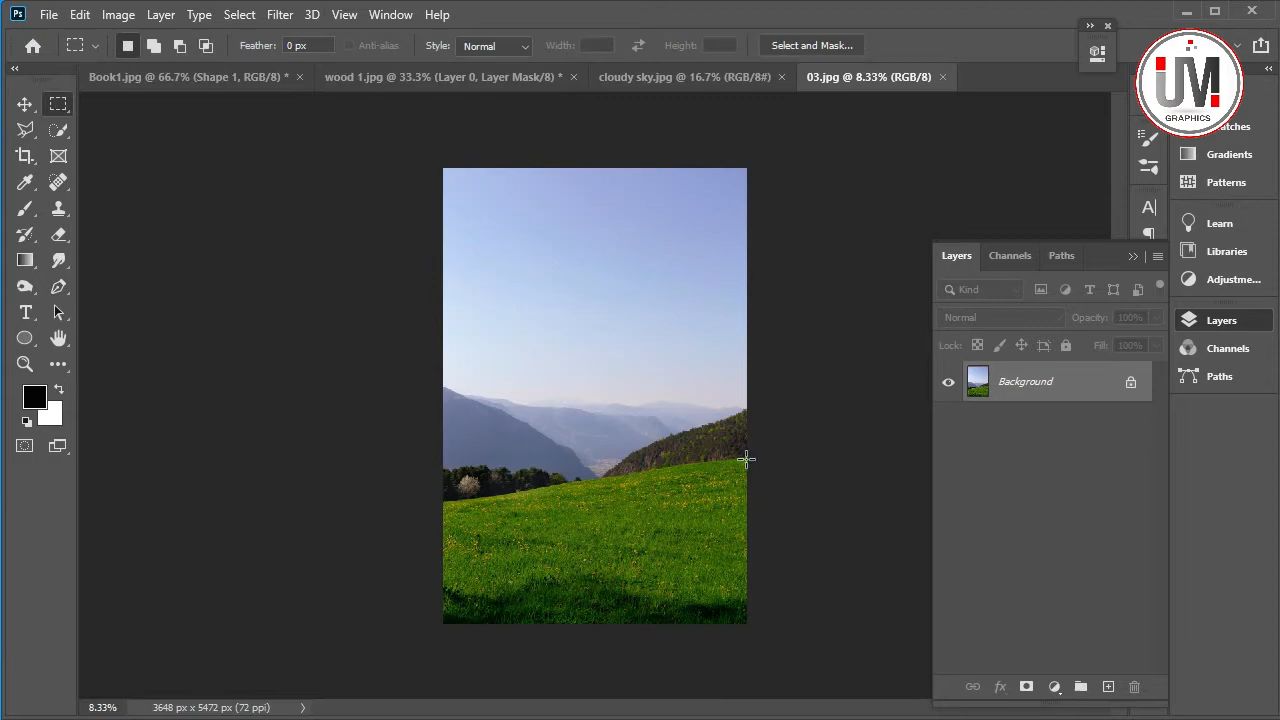 Ps File Edit Image Layer Type Select Filter 3D View Window Help
Feather: 0 px Anti-alias Style: Normal Width: Height: Select and Mask...
Book1.jpg @ 66.7% (Shape 1, RGB/8) * wood 1.jpg @ 33.3% (Layer 0, Layer Mask/8) * cloudy sky.jpg @ 16.7% (RGB/8#) 03.jpg @ 8.33% (RGB/8)
UM
GRAPHICS
Gradients
Patterns
Learn
Libraries
Adjustme...
Layers
Channels
Paths
Layers Channels Paths
Kind
Normal Opacity: 100%
Lock: Fill: 100%
Background
8.33% 3648 px x 5472 px (72 ppi)